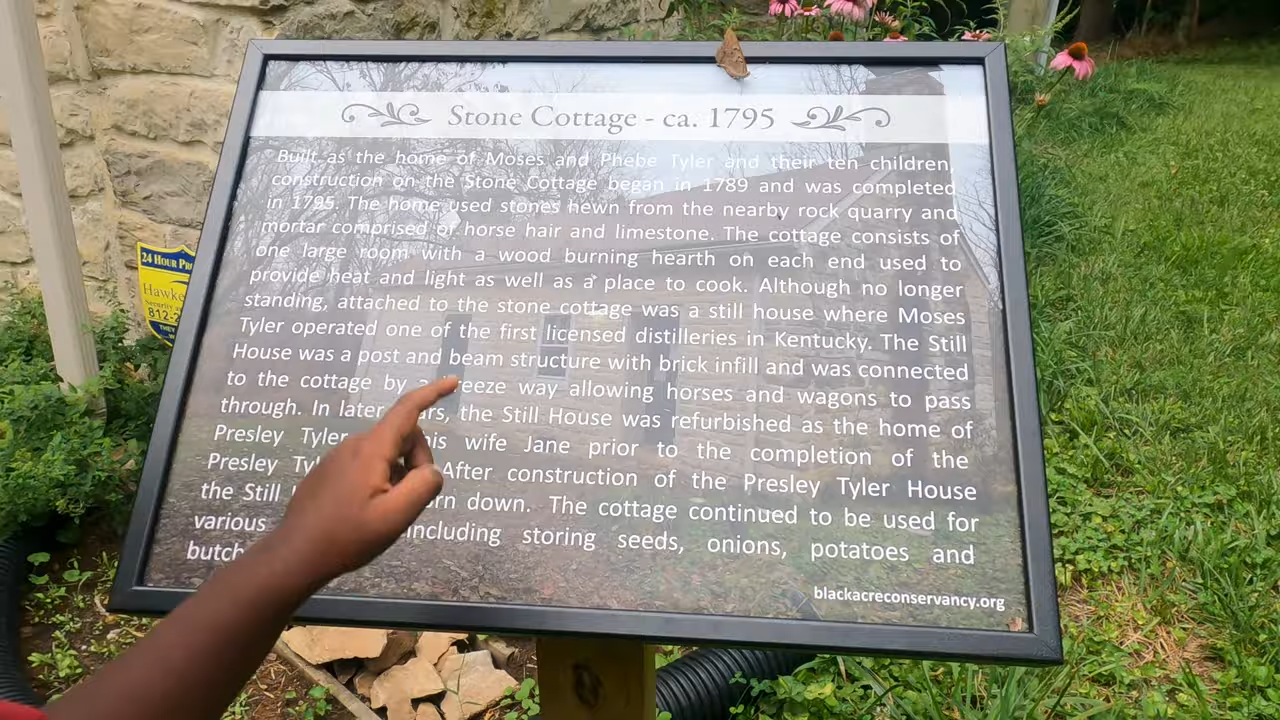 Stone Cottage - ca. 1795
Built as the home of Moses and Phebe Tyler and their ten children,
construction on the Stone Cottage began in 1789 and was completed
in 1795. The home used stones hewn from the nearby rock quarry and
mortar comprised of horse hair and limestone. The cottage consists of
one large room with a wood burning hearth on each end used to
provide heat and light as well as a place to cook. Although no longer
standing, attached to the stone cottage was a still house where Moses
Tyler operated one of the first licensed distilleries in Kentucky. The Still
House was a post and beam structure with brick infill and was connected
to the cottage by a reeze way allowing horses and wagons to pass
through. In later ars, the Still House was refurbished as the home of
Presley Tyler his wife Jane prior to the completion of the
Presley Tyl After construction of the Presley Tyler House
the Still rn down. The cottage continued to be used for
various including storing seeds, onions, potatoes and
butch
blackacreconservancy.org
24 HOUR PR
Hawke
Security
812-2
THEY